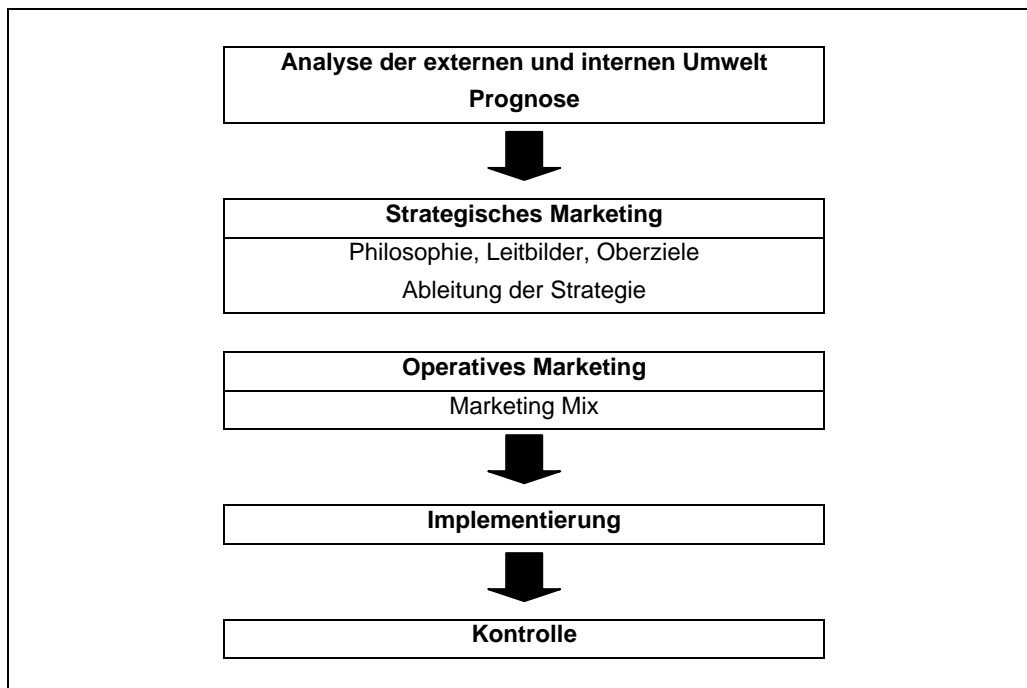 Analyse der externen und internen Umwelt
Prognose
Strategisches Marketing
Philosophie, Leitbilder, Oberziele
Ableitung der Strategie
Operatives Marketing
Marketing Mix
Implementierung
Kontrolle